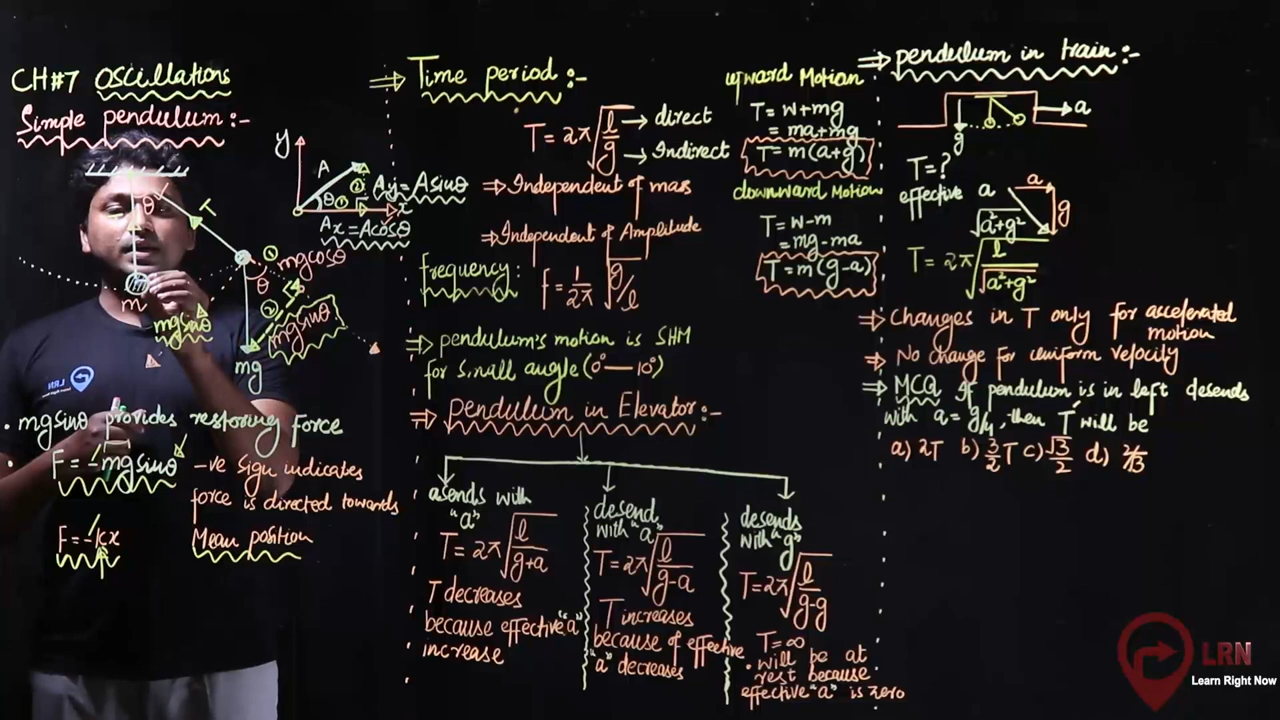 CH#7 Oscillations
Simple pendulum:-
y
A
θ
Ay=Asinθ
x
Ax=Acosθ
θ
T
①
mgcosθ
θ
②
m
mgsinθ
mgsinθ
mg
. mgsinθ provides restoring force
. F=-mgsinθ
-ve sign indicates
force is directed towards
Mean position
F=-kx
⇒ Time period:-
T=2π√l/g → direct
→ Indirect
⇒ Independent of mass
⇒ Independent of Amplitude
frequency:
f=1/2π √g/l
⇒ pendulum's motion is SHM
for small angle (0°—10°)
⇒ pendulum in Elevator:-
asends with
"a"
T=2π√l/g+a
T decreases
because effective "a"
increase
desend
with "a"
T=2π√l/g-a
T increases
because of effective
"a" decreases
desends
with "g"
T=2π√l/g-g
T=∞
. will be at
rest because
effective "a" is zero
upward Motion
T=w+mg
=ma+mg
T=m(a+g)
downward Motion
T=w-m
=mg-ma
T=m(g-a)
⇒ pendulum in train:-
→ a
g
T=?
effective a
a
g
√a²+g²
T=2π√l/√a²+g²
⇒ Changes in T only for accelerated
motion
⇒ No change for uniform velocity
⇒ MCQ If pendulum is in left desends
with a=g/4, then T' will be
a) 2T b) 3/2T c) √3/2 d) 2/√3
LRN
Learn Right Now
LRN